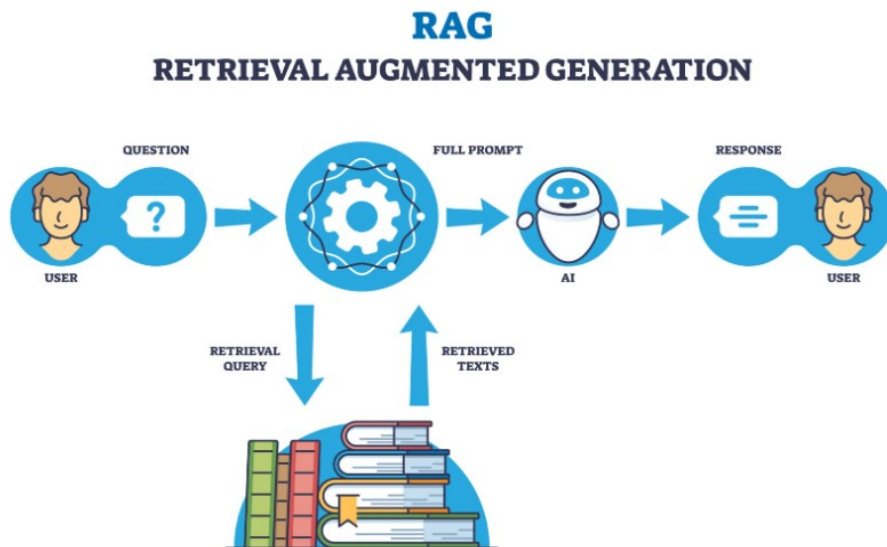 RAG
RETRIEVAL AUGMENTED GENERATION
QUESTION
FULL PROMPT
RESPONSE
?
USER
AI
USER
RETRIEVAL
QUERY
RETRIEVED
TEXTS